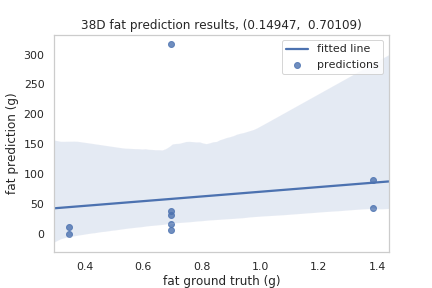 38D fat prediction results, (0.14947,  0.70109)
fitted line
predictions
fat prediction (g)
300
250
200
150
100
50
0
0.4 0.6 0.8 1.0 1.2 1.4
fat ground truth (g)